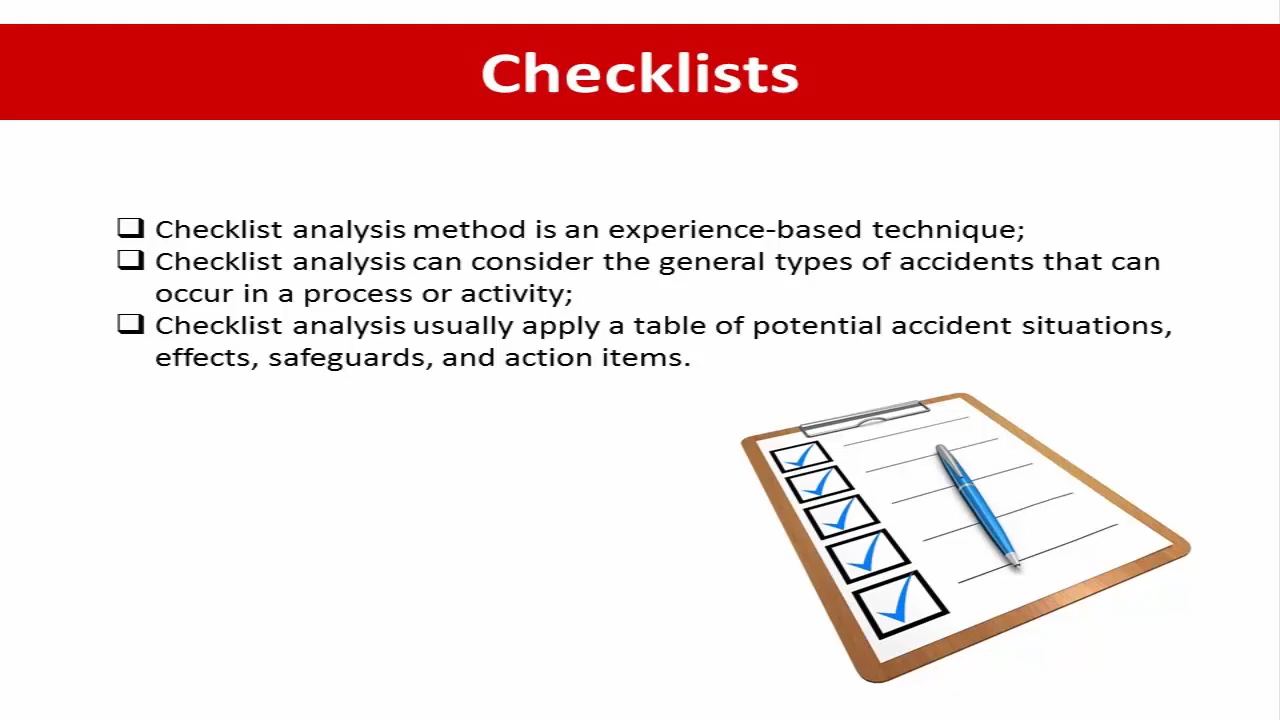 Checklists
Checklist analysis method is an experience-based technique;
Checklist analysis can consider the general types of accidents that can
occur in a process or activity;
Checklist analysis usually apply a table of potential accident situations,
effects, safeguards, and action items.